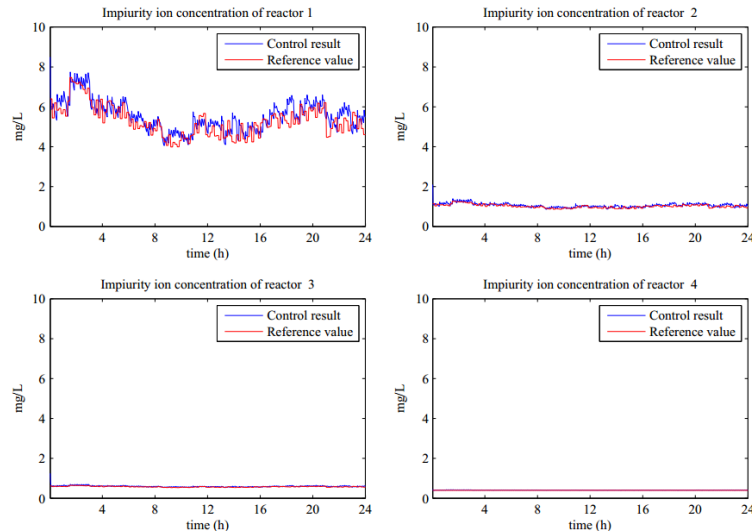 Impiurity ion concentration of reactor 1
Control result
Reference value
mg/L
10
8
6
4
2
0
4
8
12
16
20
24
time (h)
Impiurity ion concentration of reactor 2
Control result
Reference value
mg/L
10
8
6
4
2
0
4
8
12
16
20
24
time (h)
Impiurity ion concentration of reactor 3
Control result
Reference value
mg/L
10
8
6
4
2
0
4
8
12
16
20
24
time (h)
Impiurity ion concentration of reactor 4
Control result
Reference value
mg/L
10
8
6
4
2
0
4
8
12
16
20
24
time (h)